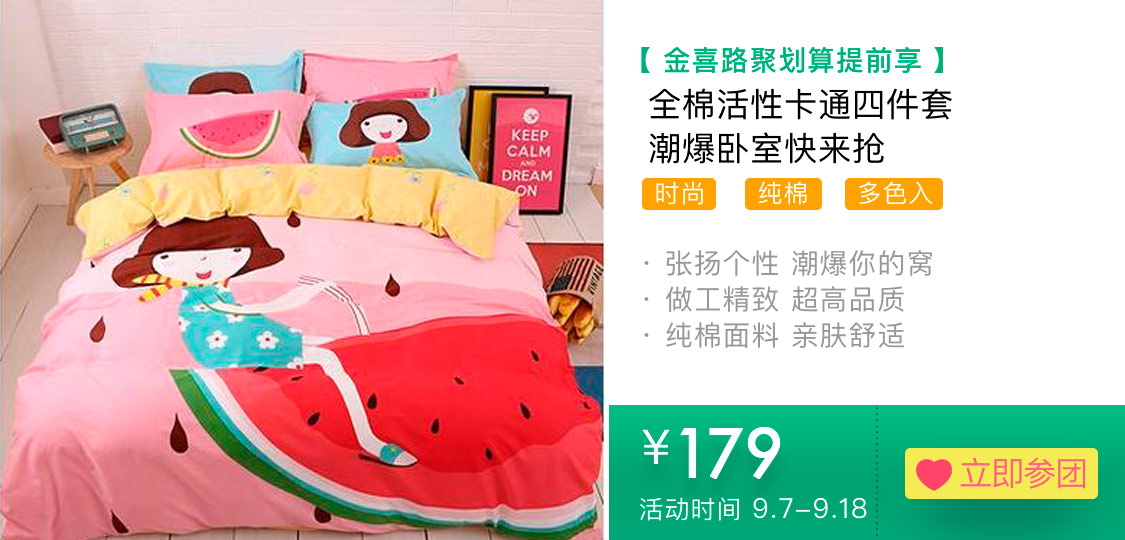 【 金喜路聚划算提前享 】
全棉活性卡通四件套
潮爆卧室快来抢
时尚 纯棉 多色入
· 张扬个性 潮爆你的窝
· 做工精致 超高品质
· 纯棉面料 亲肤舒适
¥179
活动时间 9.7-9.18
立即参团
KEEP
CALM
AND
DREAM
ON
VINTAGE